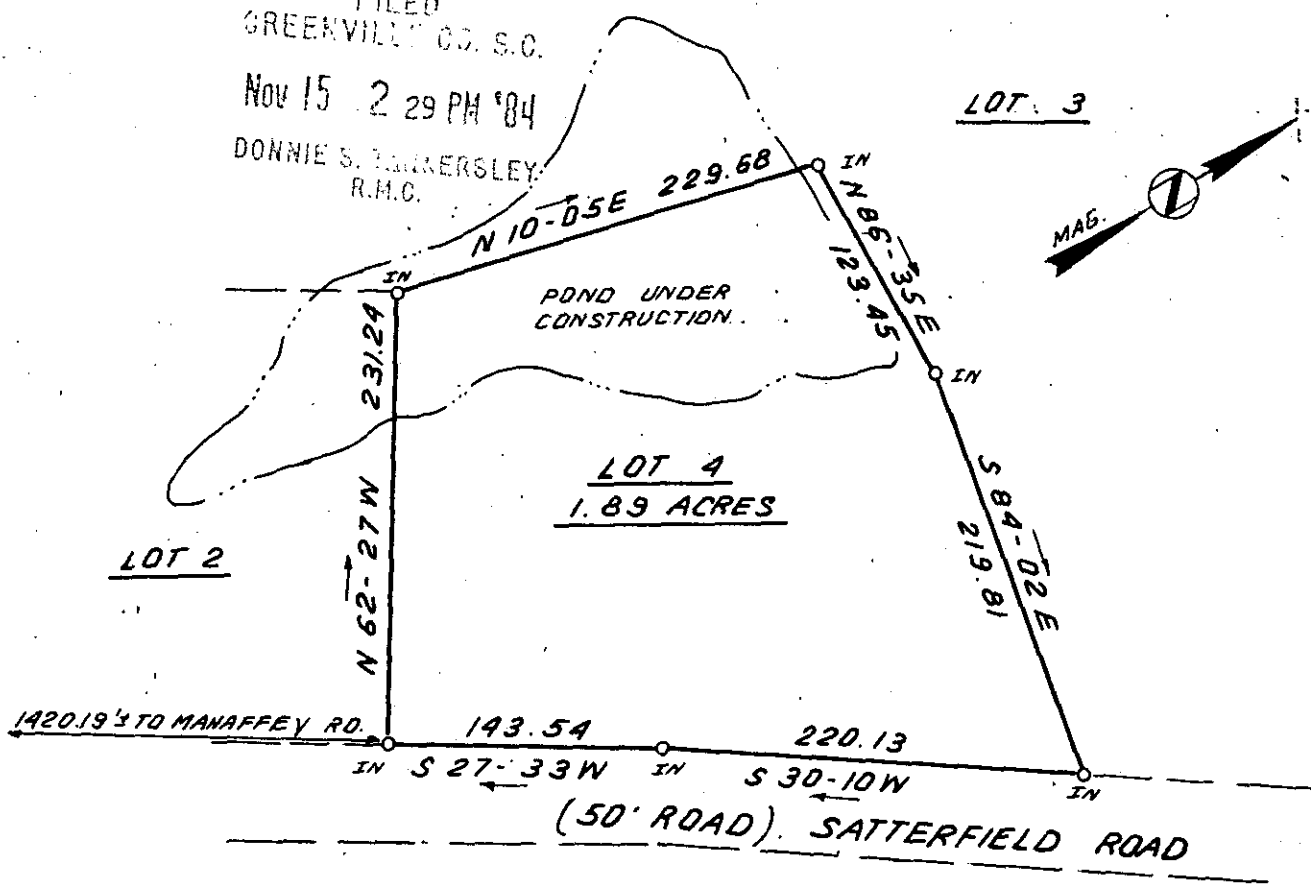 FILED
GREENVILLE CO. S.C.
Nov 15 2 29 PM '84
DONNIE S.
R.M.C.
LOT 3
MAG.
IN
N 10-05E 229.68
IN
N 86-35E
123.45
POND UNDER
CONSTRUCTION.
231.24
IN
LOT 4
1.89 ACRES
S 84-02E
219.81
N 62-27W
LOT 2
1420.19'± TO MAHAFFEY RD.
143.54
220.13
IN S 27-33W IN
S 30-10W
IN
(50' ROAD). SATTERFIELD ROAD